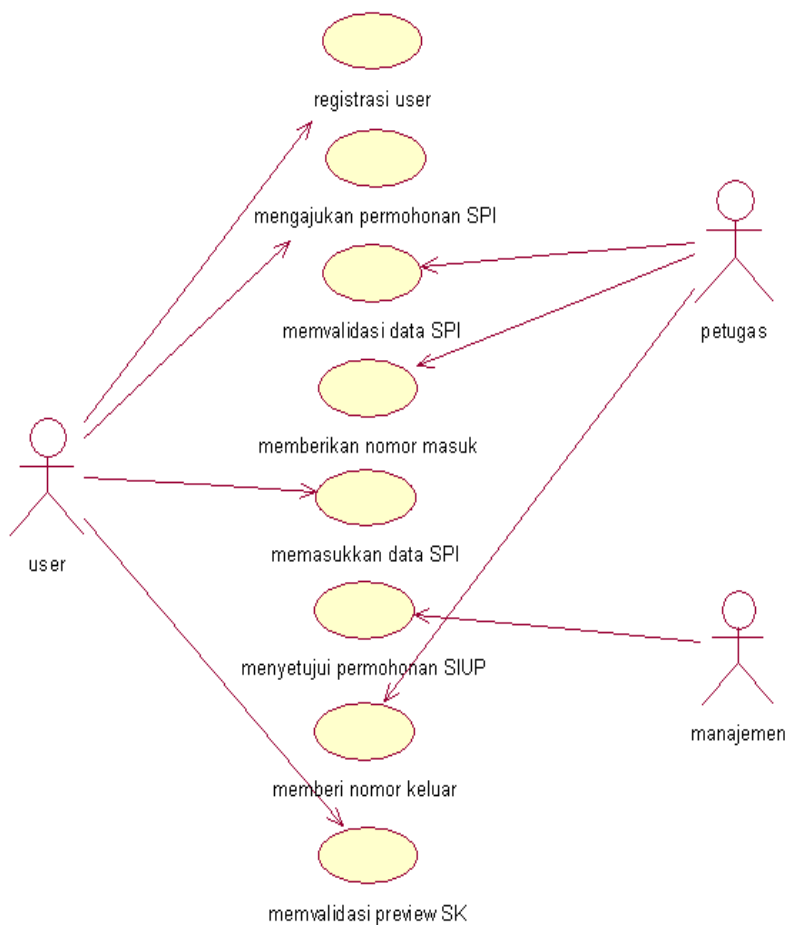 registrasi user
mengajukan permohonan SPI
memvalidasi data SPI
petugas
memberikan nomor masuk
memasukkan data SPI
user
menyetujui permohonan SIUP
manajemen
memberi nomor keluar
memvalidasi preview SK